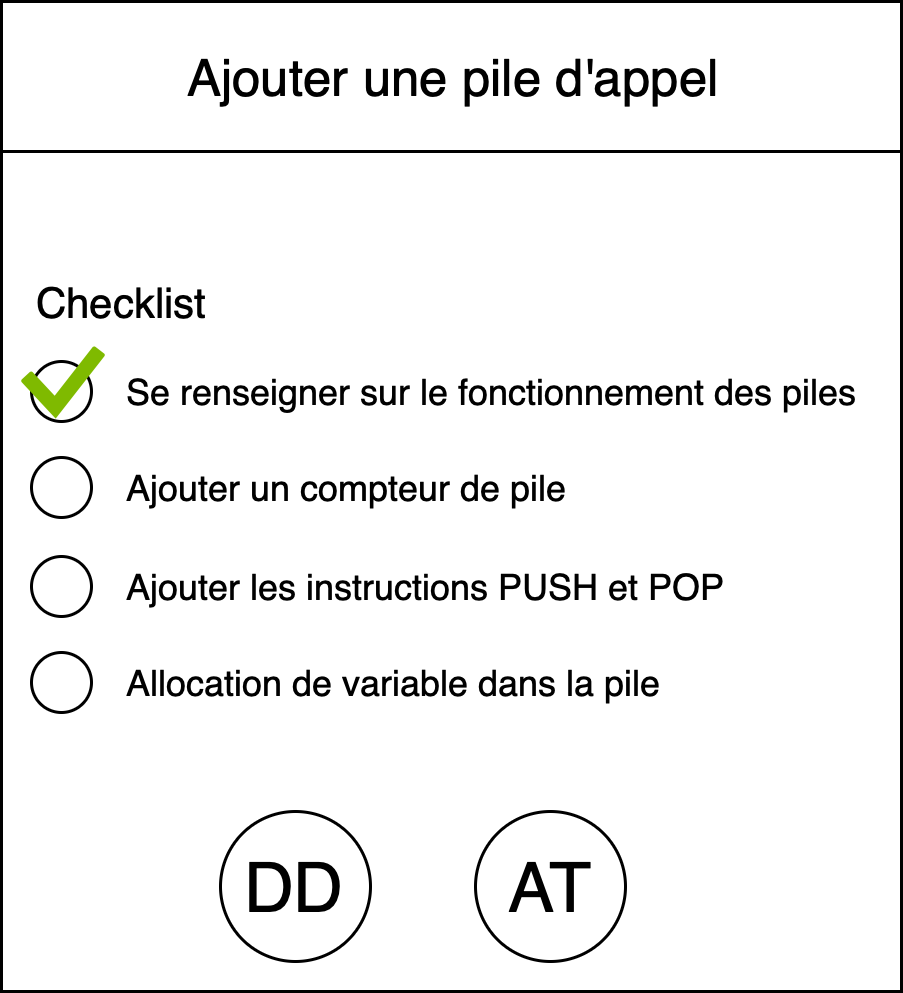 Ajouter une pile d'appel
Checklist
Se renseigner sur le fonctionnement des piles
Ajouter un compteur de pile
Ajouter les instructions PUSH et POP
Allocation de variable dans la pile
DD AT